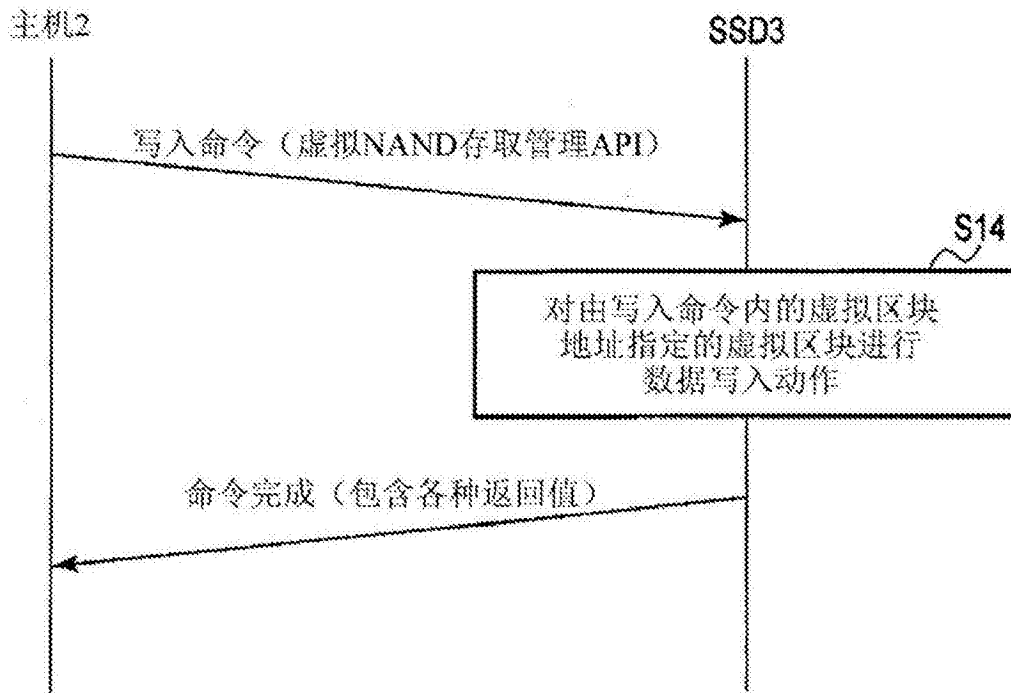 主机2
SSD3
写入命令（虚拟NAND存取管理API）
S14
对由写入命令内的虚拟区块
地址指定的虚拟区块进行
数据写入动作
命令完成（包含各种返回值）